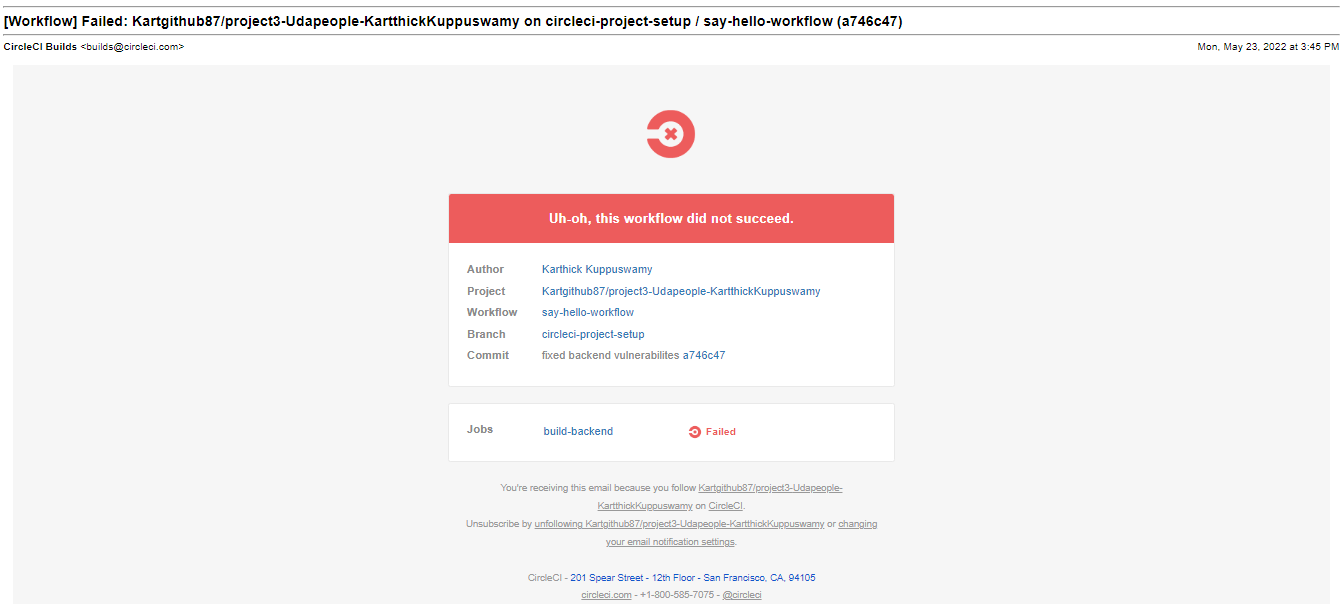 [Workflow] Failed: Kartgithub87/project3-Udapeople-KartthickKuppuswamy on circleci-project-setup / say-hello-workflow (a746c47)
CircleCI Builds <builds@circleci.com>
Mon, May 23, 2022 at 3:45 PM
Uh-oh, this workflow did not succeed.
Author Karthick Kuppuswamy
Project Kartgithub87/project3-Udapeople-KartthickKuppuswamy
Workflow say-hello-workflow
Branch circleci-project-setup
Commit fixed backend vulnerabilites a746c47
Jobs build-backend Failed
You're receiving this email because you follow Kartgithub87/project3-Udapeople-
KartthickKuppuswamy on CircleCI.
Unsubscribe by unfollowing Kartgithub87/project3-Udapeople-KartthickKuppuswamy or changing
your email notification settings.
CircleCI - 201 Spear Street - 12th Floor - San Francisco, CA, 94105
circleci.com - +1-800-585-7075 - @circleci